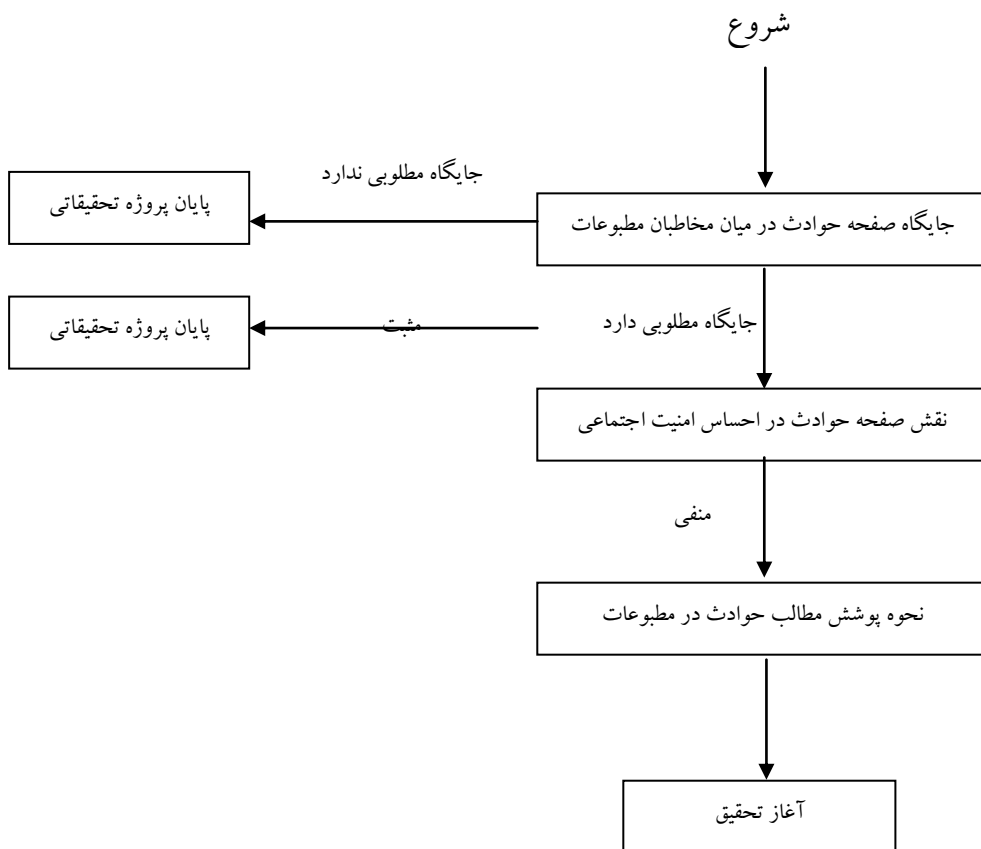 شروع
جایگاه مطلوبی ندارد
پایان پروژه تحقیقاتی
جایگاه صفحه حوادث در میان مخاطبان مطبوعات
جایگاه مطلوبی دارد
مثبت
پایان پروژه تحقیقاتی
نقش صفحه حوادث در احساس امنیت اجتماعی
منفی
نحوه پوشش مطالب حوادث در مطبوعات
آغاز تحقیق